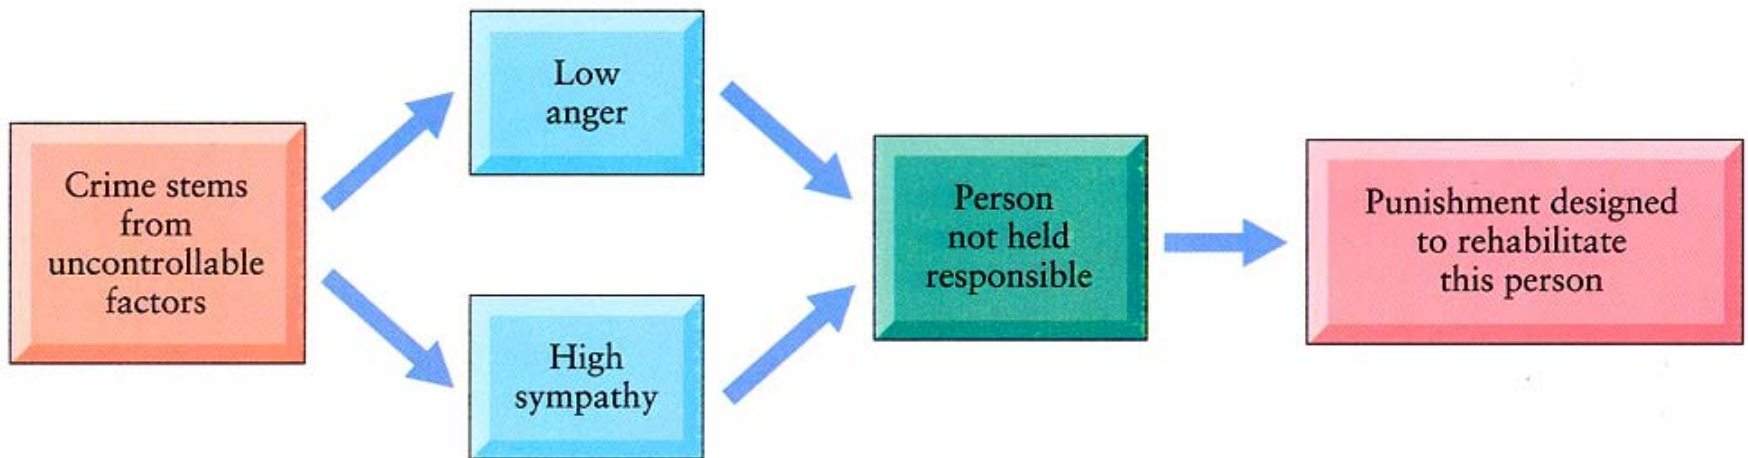 Crime stems
from
uncontrollable
factors
Low
anger
High
sympathy
Person
not held
responsible
Punishment designed
to rehabilitate
this person